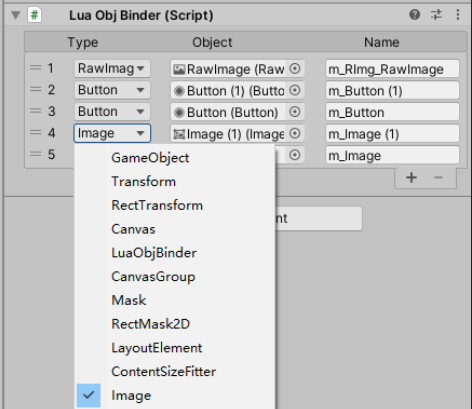 Lua Obj Binder (Script)
Type Object Name
1 RawImag RawImage (Raw m_RImg_RawImage
2 Button Button (1) (Butto m_Button (1)
3 Button Button (Button) m_Button
4 Image Image (1) (Image m_Image (1)
5 m_Image
GameObject
Transform
RectTransform
Canvas
LuaObjBinder
CanvasGroup
Mask
RectMask2D
LayoutElement
ContentSizeFitter
Image
+ −
nt